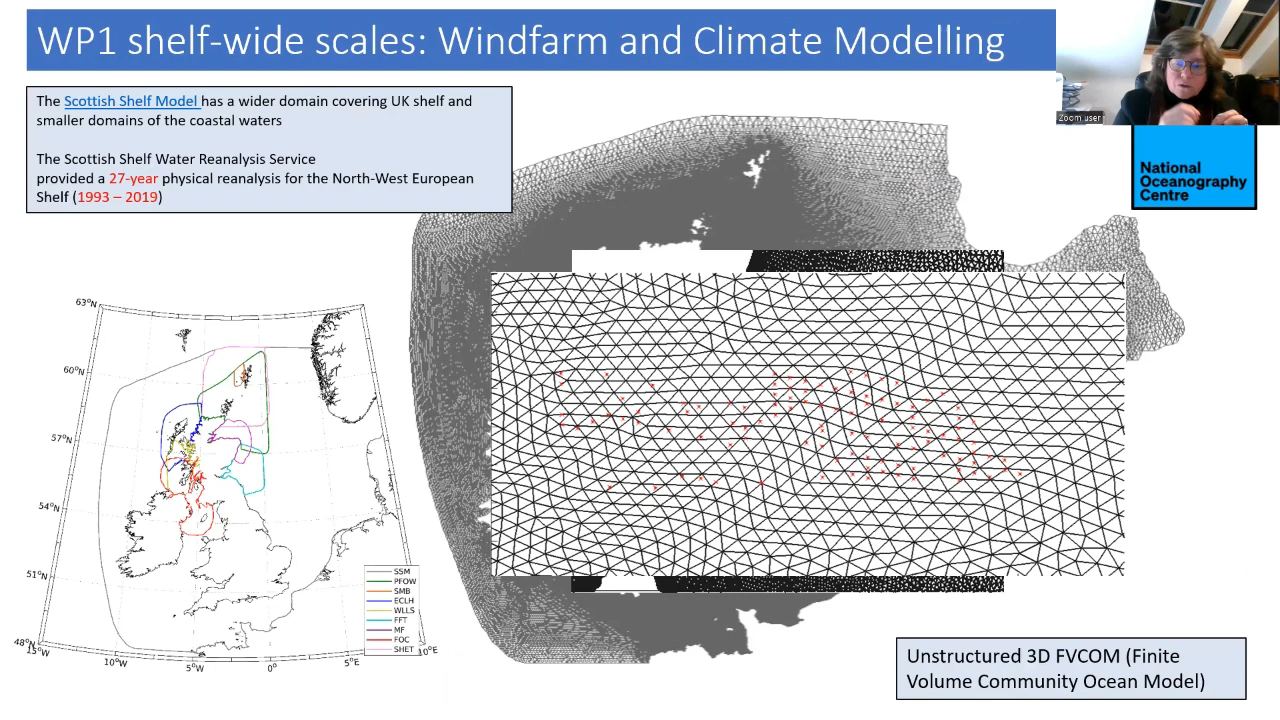 WP1 shelf-wide scales: Windfarm and Climate Modelling
Zoom user
The Scottish Shelf Model has a wider domain covering UK shelf and
smaller domains of the coastal waters
The Scottish Shelf Water Reanalysis Service
provided a 27-year physical reanalysis for the North-West European
Shelf (1993 – 2019)
National
Oceanography
Centre
63°N
60°N
57°N
54°N
51°N
48°N
15°W
10°W
5°W
0°
5°E
10°E
SSM
PFOW
SMB
ECLH
WLLS
FFT
MF
FOC
SHET
Unstructured 3D FVCOM (Finite
Volume Community Ocean Model)